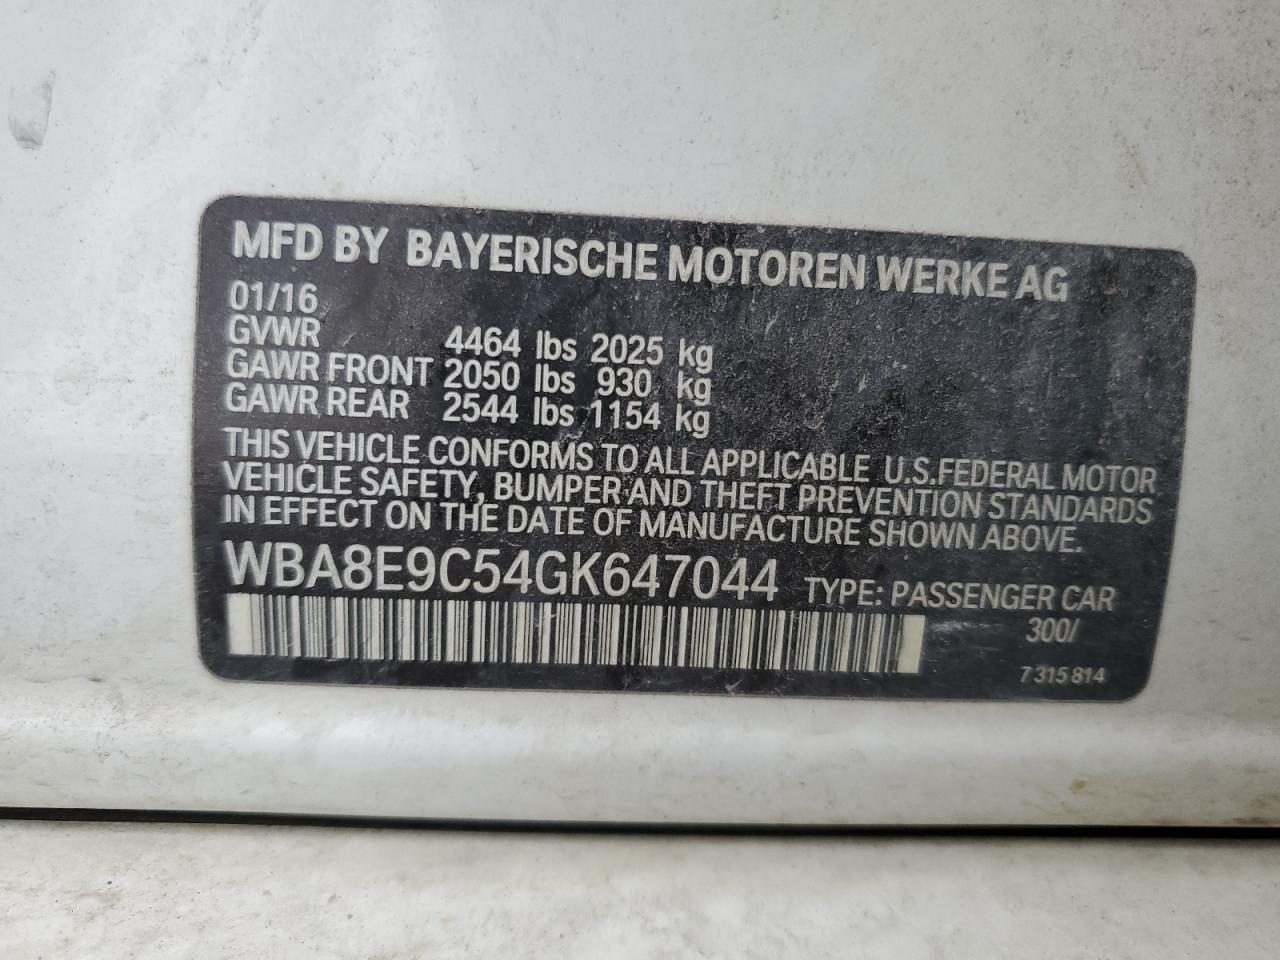 MFD BY BAYERISCHE MOTOREN WERKE AG
01/16
GVWR 4464 lbs 2025 kg
GAWR FRONT 2050 lbs 930 kg
GAWR REAR 2544 lbs 1154 kg
THIS VEHICLE CONFORMS TO ALL APPLICABLE U.S.FEDERAL MOTOR
VEHICLE SAFETY, BUMPER AND THEFT PREVENTION STANDARDS
IN EFFECT ON THE DATE OF MANUFACTURE SHOWN ABOVE.
WBA8E9C54GK647044 TYPE: PASSENGER CAR
300/
7 315 814